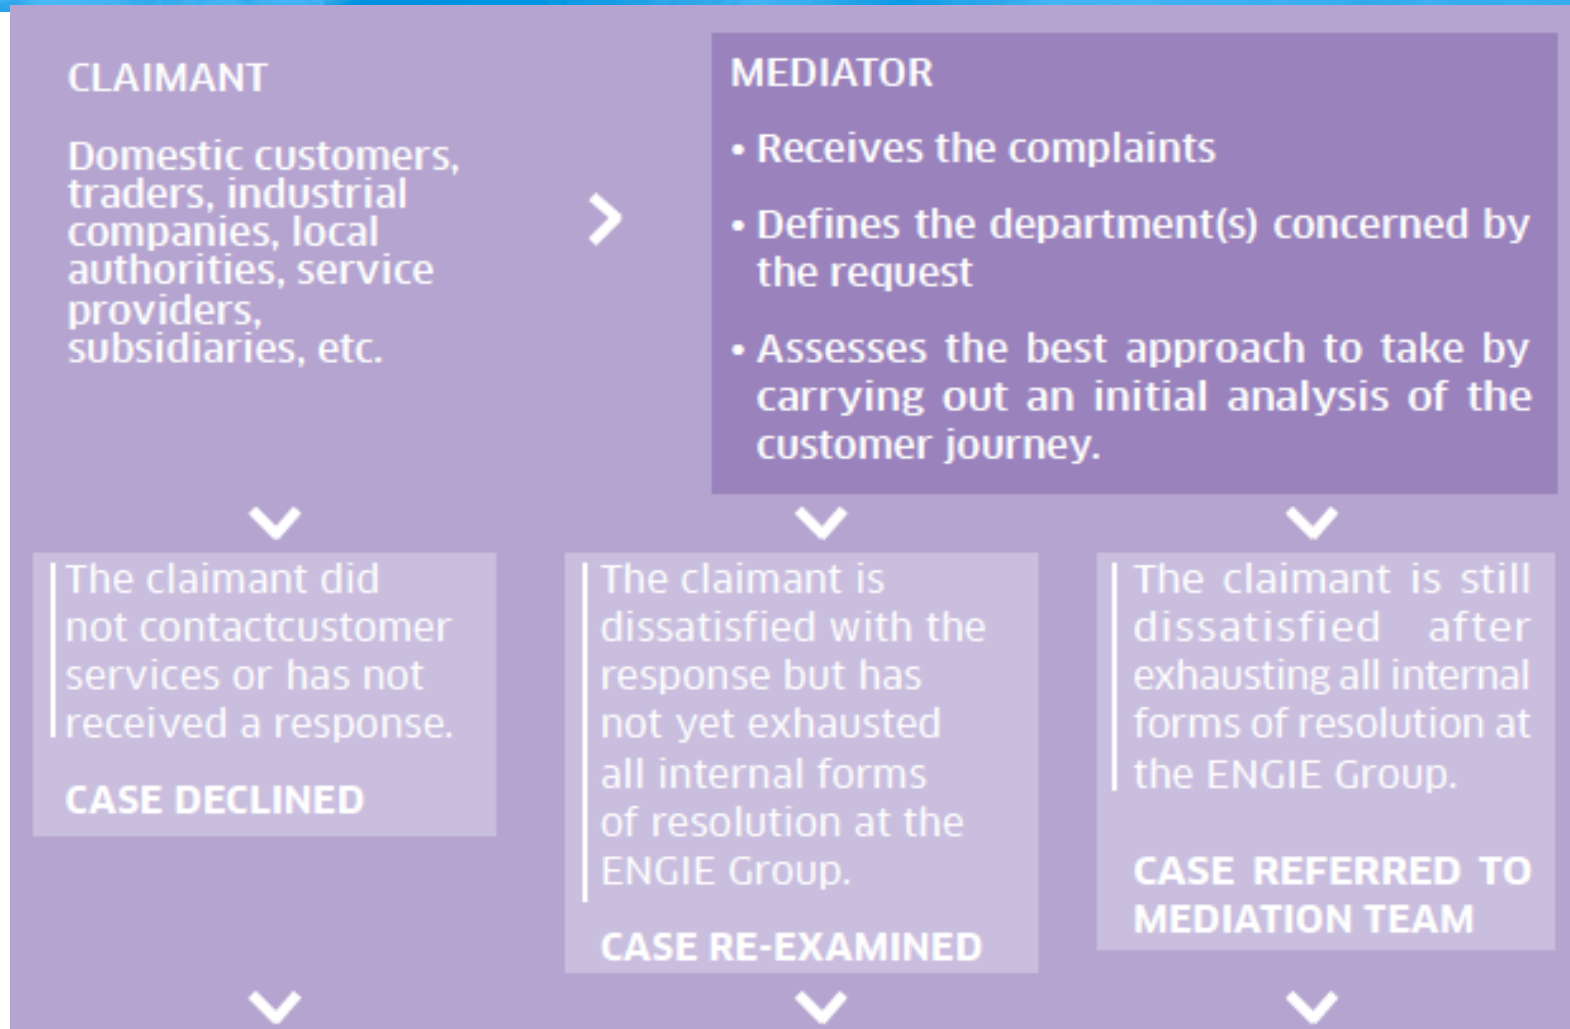 CLAIMANT
Domestic customers,
traders, industrial
companies, local
authorities, service
providers,
subsidiaries, etc.
MEDIATOR
• Receives the complaints
• Defines the department(s) concerned by
the request
• Assesses the best approach to take by
carrying out an initial analysis of the
customer journey.
The claimant did
not contactcustomer
services or has not
received a response.
CASE DECLINED
The claimant is
dissatisfied with the
response but has
not yet exhausted
all internal forms
of resolution at the
ENGIE Group.
CASE RE-EXAMINED
The claimant is still
dissatisfied after
exhausting all internal
forms of resolution at
the ENGIE Group.
CASE REFERRED TO
MEDIATION TEAM